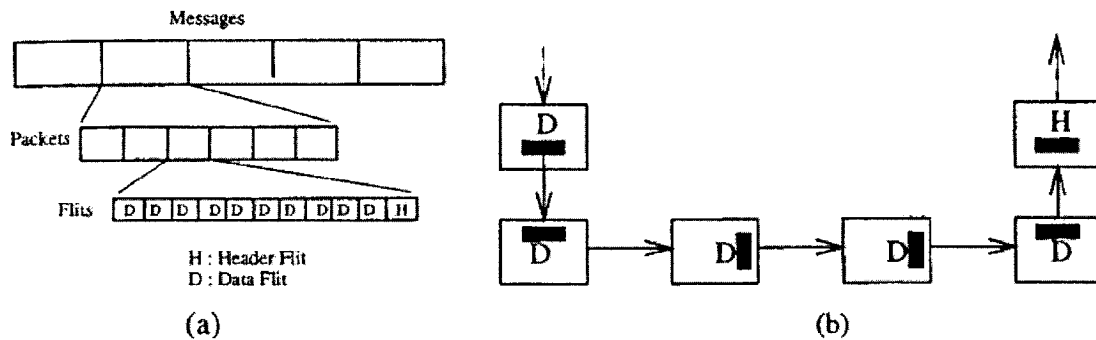 Messages
Packets
Flits D D D D D D D D D D H
H : Header Flit
D : Data Flit
(a)
D
H
D
D
D
D
(b)